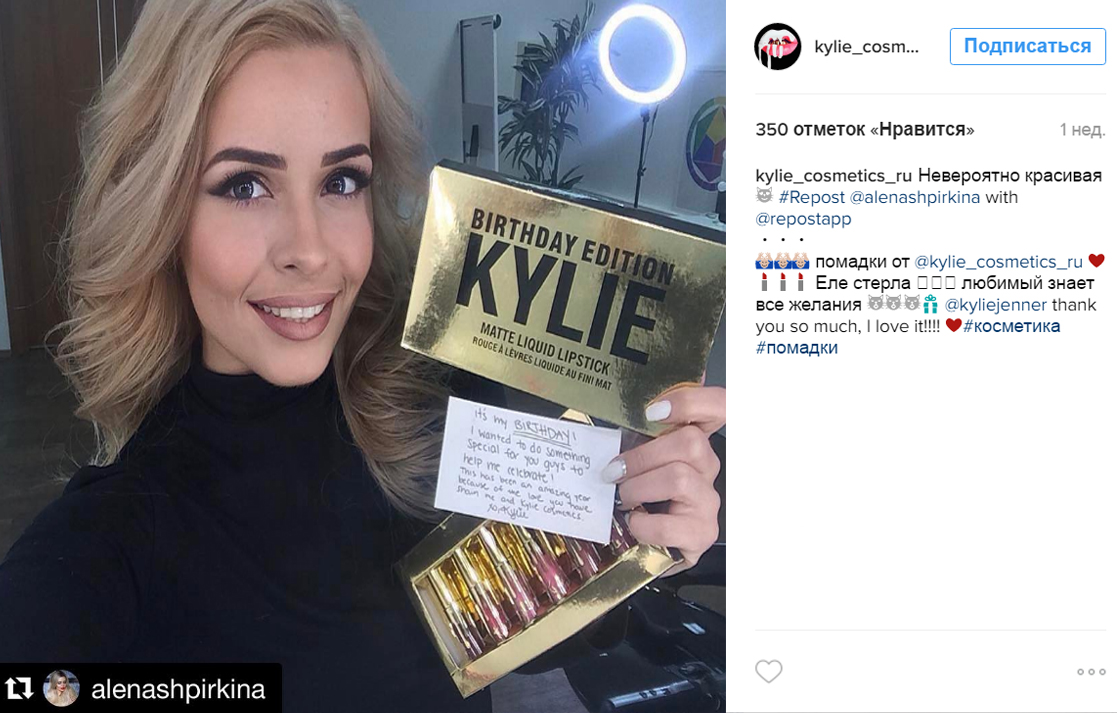 BIRTHDAY EDITION
KYLIE
MATTE LIQUID LIPSTICK
ROUGE À LÈVRES LIQUIDE AU FINI MAT
it's my BIRTHDAY!
I wanted to do something
special for you guys to
help me celebrate!
This has been an amazing year
because of the love you have
shown me and Kylie Cosmetics.
xo, Kylie
alenashpirkina
kylie_cosm...
Подписаться
350 отметок «Нравится»
1 нед.
kylie_cosmetics_ru Невероятно красивая
😻 #Repost @alenashpirkina with
@repostapp
・・・
помадки от @kylie_cosmetics_ru ❤
💄💄💄 Еле стерла любимый знает
все желания 😻😻😻🎁 @kyliejenner thank
you so much, I love it!!!! ❤#косметика
#помадки